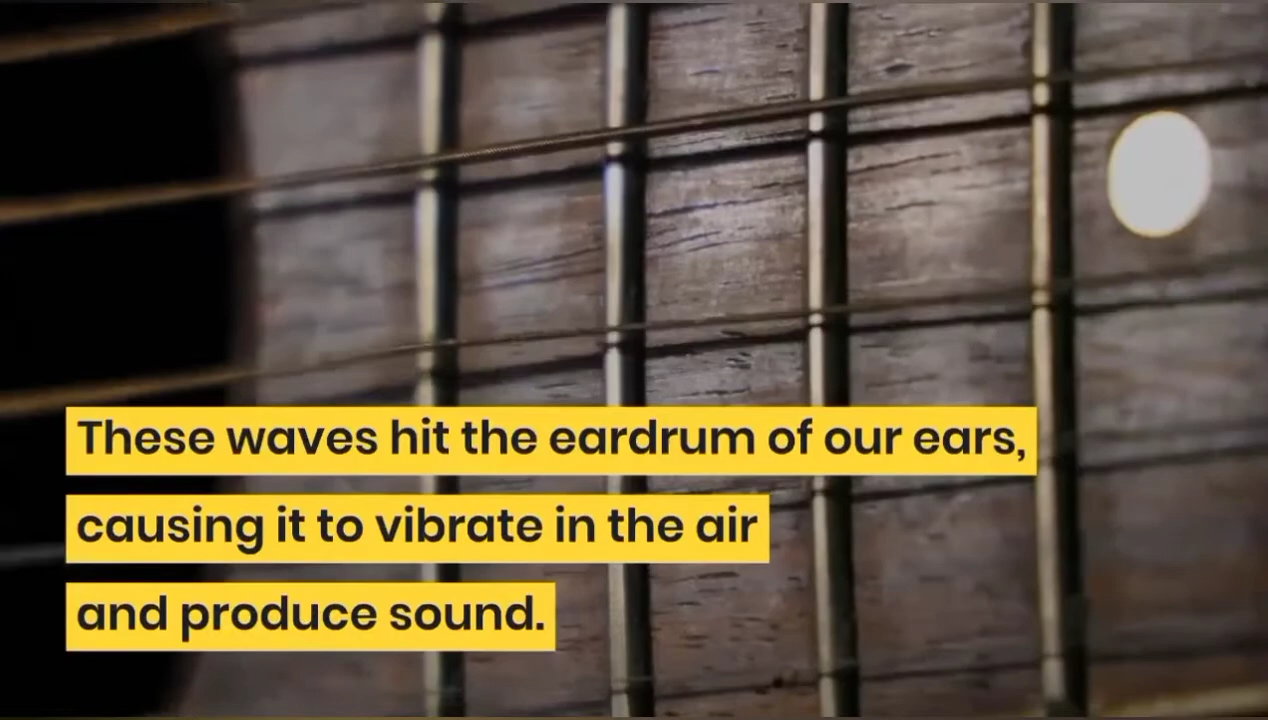 These waves hit the eardrum of our ears,
causing it to vibrate in the air
and produce sound.